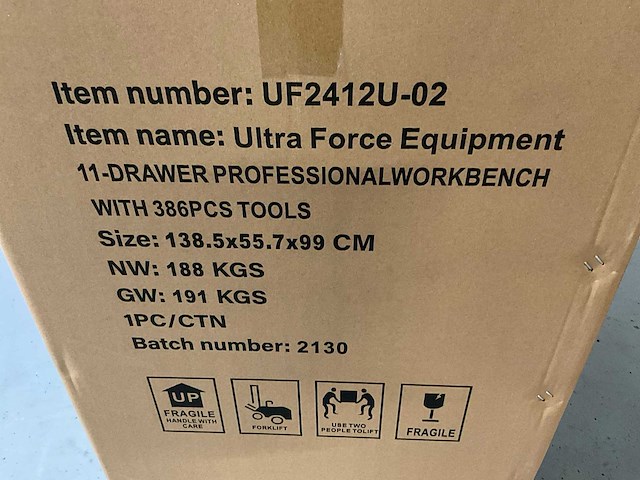 Item number: UF2412U-02
Item name: Ultra Force Equipment
11-DRAWER PROFESSIONALWORKBENCH
WITH 386PCS TOOLS
Size: 138.5x55.7x99 CM
NW: 188 KGS
GW: 191 KGS
1PC/CTN
Batch number: 2130
UP
FRAGILE
HANDLE WITH
CARE
FORKLIFT
USE TWO
PEOPLE TO LIFT
FRAGILE